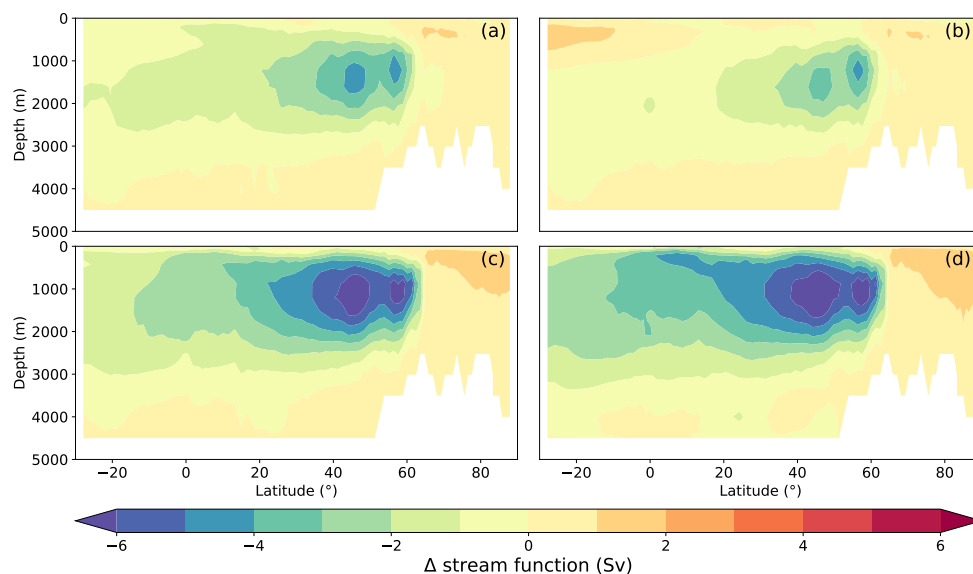 0
(a)
(b)
1000
2000
3000
4000
5000
Depth (m)
0
(c)
(d)
1000
2000
3000
4000
5000
Depth (m)
−20 0 20 40 60 80
−20 0 20 40 60 80
Latitude (°)
Latitude (°)
−6 −4 −2 0 2 4 6
Δ stream function (Sv)